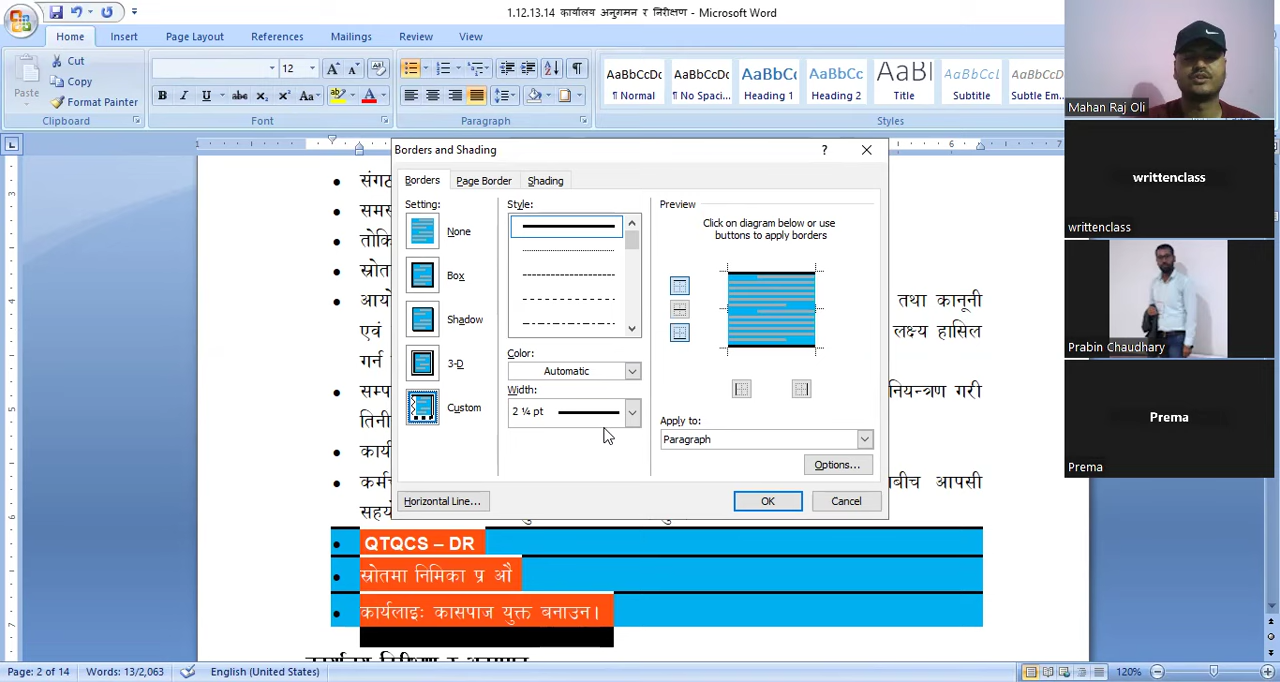 1.12.13.14 कार्यालय अनुगमन र निरीक्षण - Microsoft Word
Home Insert Page Layout References Mailings Review View
Cut
Copy
Format Painter
Paste
Clipboard
12
Font
Paragraph
AaBbCcDc AaBbCcDc AaBbC AaBbCc AaBl AaBbCcL AaBbCcDc
¶ Normal ¶ No Spaci... Heading 1 Heading 2 Title Subtitle Subtle Em...
Styles
Mahan Raj Oli
writtenclass
writtenclass
Prabin Chaudhary
Prema
Prema
Borders and Shading
Borders Page Border Shading
Setting:
None
Box
Shadow
3-D
Custom
Style:
Color:
Automatic
Width:
2 ¼ pt
Preview
Click on diagram below or use
buttons to apply borders
Apply to:
Paragraph
Options...
Horizontal Line...
OK Cancel
तथा कानूनी
एवं लक्ष्य हासिल
गर्न
नियन्त्रण गरी
तिनी
आपसी
• QTQCS – DR
• स्रोतमा निमिका प्र औ
• कार्यलाइः कासपाज युक्त बनाउन।
Page: 2 of 14 Words: 13/2,063 English (United States) 120%